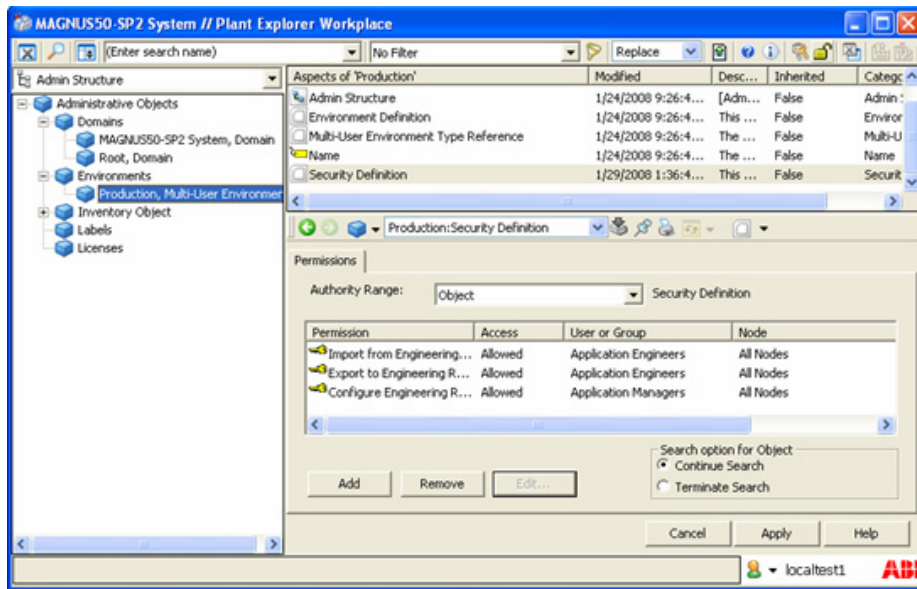 MAGNUS50-SP2 System // Plant Explorer Workplace
(Enter search name) No Filter Replace
Admin Structure
Administrative Objects
Domains
MAGNUS50-SP2 System, Domain
Root, Domain
Environments
Production, Multi-User Environmer
Inventory Object
Labels
Licenses
Aspects of 'Production' Modified Desc... Inherited Categc
Admin Structure 1/24/2008 9:26:4... [Adm... False Admin :
Environment Definition 1/24/2008 9:26:4... This ... False Enviror
Multi-User Environment Type Reference 1/24/2008 9:26:4... The ... False Multi-U
Name 1/24/2008 9:26:4... The ... False Name
Security Definition 1/29/2008 1:36:4... This ... False Securit
Production:Security Definition
Permissions
Authority Range: Object Security Definition
Permission Access User or Group Node
Import from Engineering... Allowed Application Engineers All Nodes
Export to Engineering R... Allowed Application Engineers All Nodes
Configure Engineering R... Allowed Application Managers All Nodes
Search option for Object
Continue Search
Terminate Search
Add Remove Edit...
Cancel Apply Help
localtest1 ABB